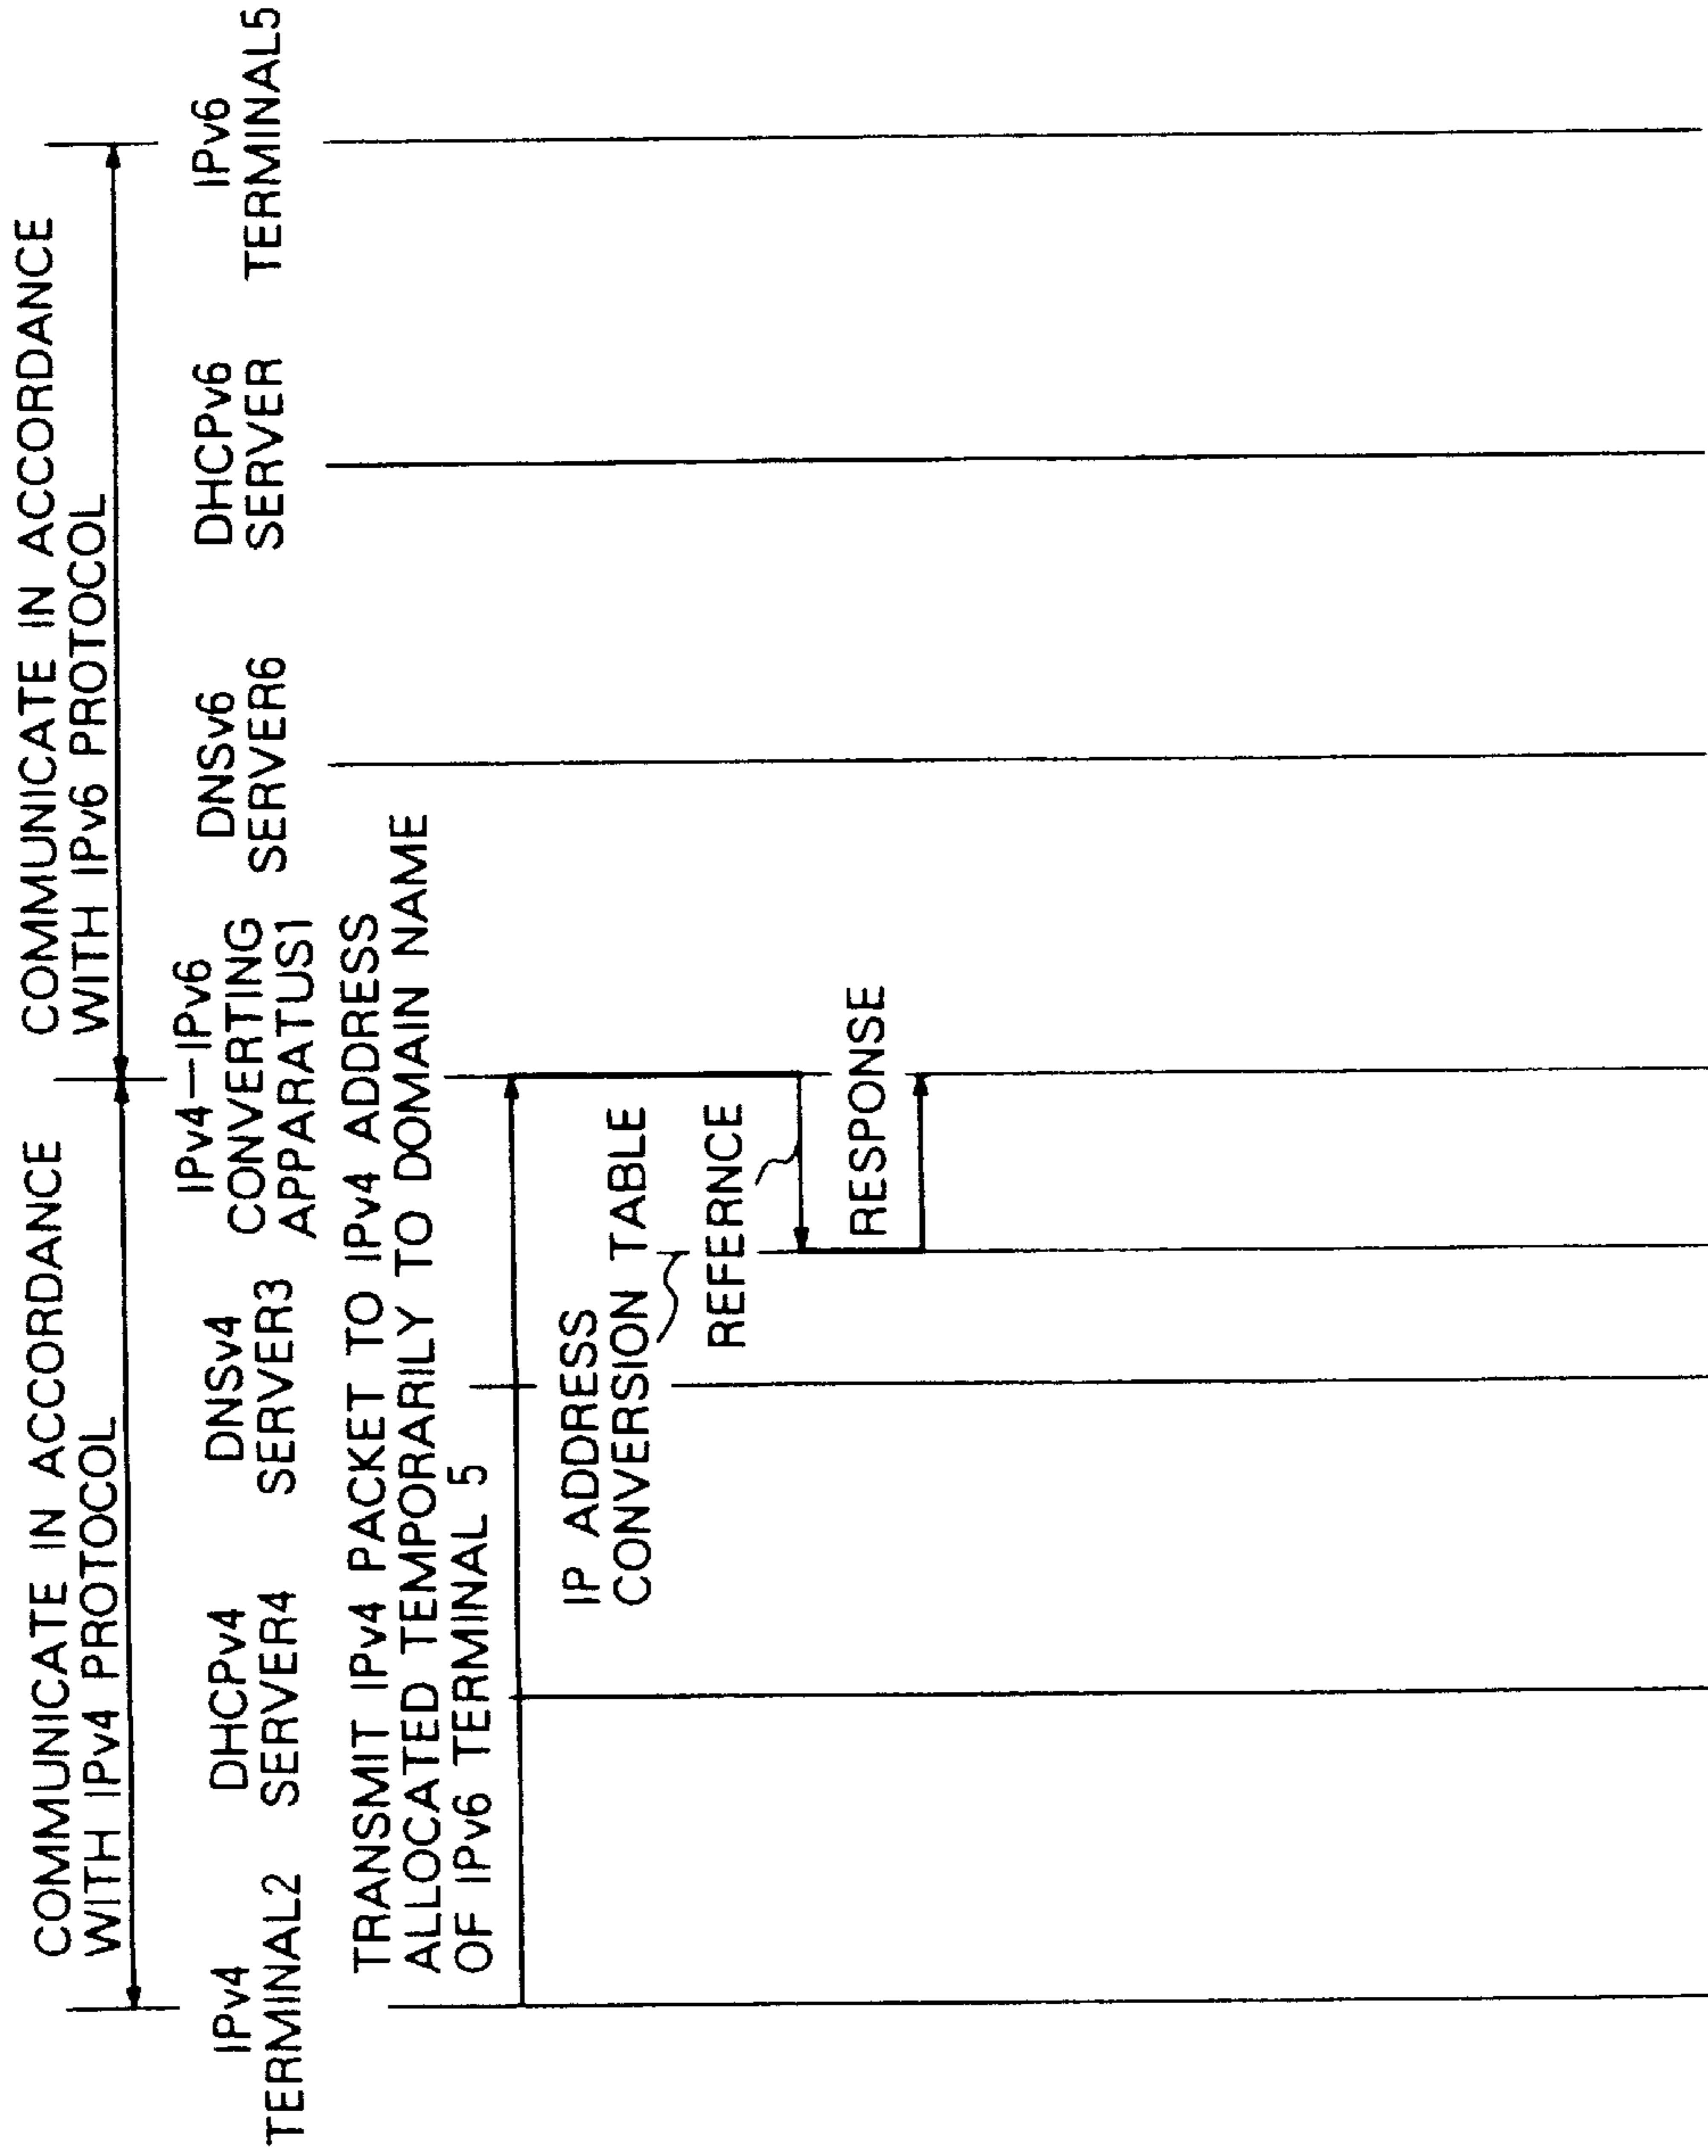 COMMUNICATE IN ACCORDANCE
WITH IPv4 PROTOCOL
COMMUNICATE IN ACCORDANCE
WITH IPv6 PROTOCOL
IPv4
TERMINAL2
DHCPv4
SERVER4
DNSv4
SERVER3
IPv4—IPv6
CONVERTING
APPARATUS1
DNSv6
SERVER6
DHCPv6
SERVER
IPv6
TERMINAL5
TRANSMIT IPv4 PACKET TO IPv4 ADDRESS
ALLOCATED TEMPORARILY TO DOMAIN NAME
OF IPv6 TERMINAL 5
IP ADDRESS
CONVERSION TABLE
REFERNCE
RESPONSE